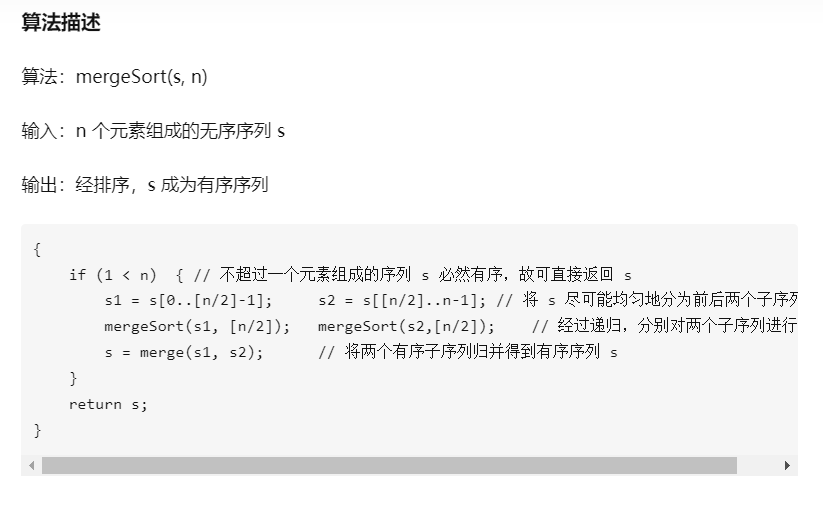 算法描述
算法：mergeSort(s, n)
输入：n 个元素组成的无序序列 s
输出：经排序，s 成为有序序列
{
    if (1 < n)  { // 不超过一个元素组成的序列 s 必然有序，故可直接返回 s
        s1 = s[0..[n/2]-1];     s2 = s[[n/2]..n-1]; // 将 s 尽可能均匀地分为前后两个子序列
        mergeSort(s1, [n/2]);   mergeSort(s2,[n/2]);    // 经过递归，分别对两个子序列进行
        s = merge(s1, s2);      // 将两个有序子序列归并得到有序序列 s
    }
    return s;
}